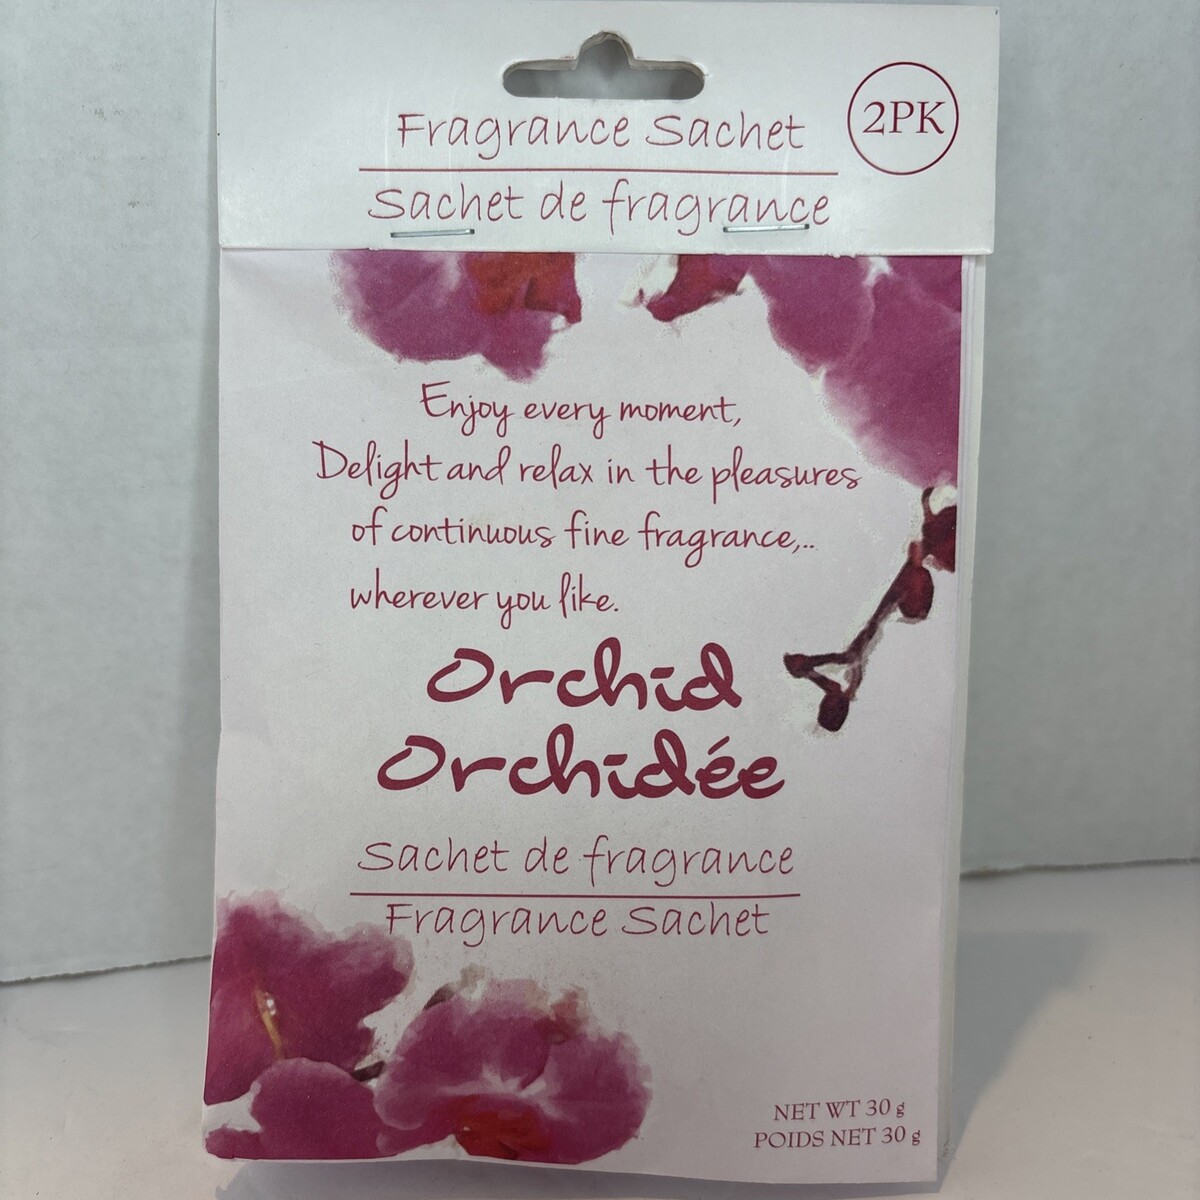 Fragrance Sachet
2PK
Sachet de fragrance
Enjoy every moment,
Delight and relax in the pleasures
of continuous fine fragrance,..
wherever you like.
Orchid
Orchidée
Sachet de fragrance
Fragrance Sachet
NET WT 30 g
POIDS NET 30 g